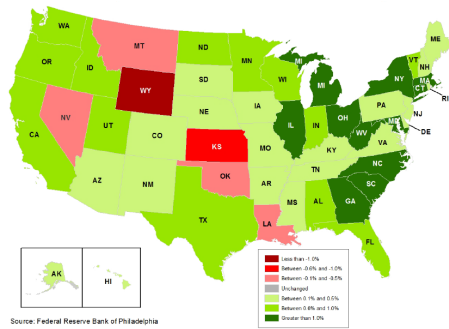 WA
ME
MT
ND
VT
MN
NH
OR
ID
WI
NY
MA
MI
SD
CT
RI
WY
MI
IA
PA
NJ
NE
OH
NV
IL
IN
MD
DE
UT
WV
CO
VA
CA
KS
MO
KY
NC
TN
OK
AZ
NM
AR
SC
MS
AL
GA
TX
LA
FL
AK
HI
Less than -1.0%
Between -0.6% and -1.0%
Between -0.1% and -0.5%
Unchanged
Between 0.1% and 0.5%
Between 0.6% and 1.0%
Greater than 1.0%
Source: Federal Reserve Bank of Philadelphia